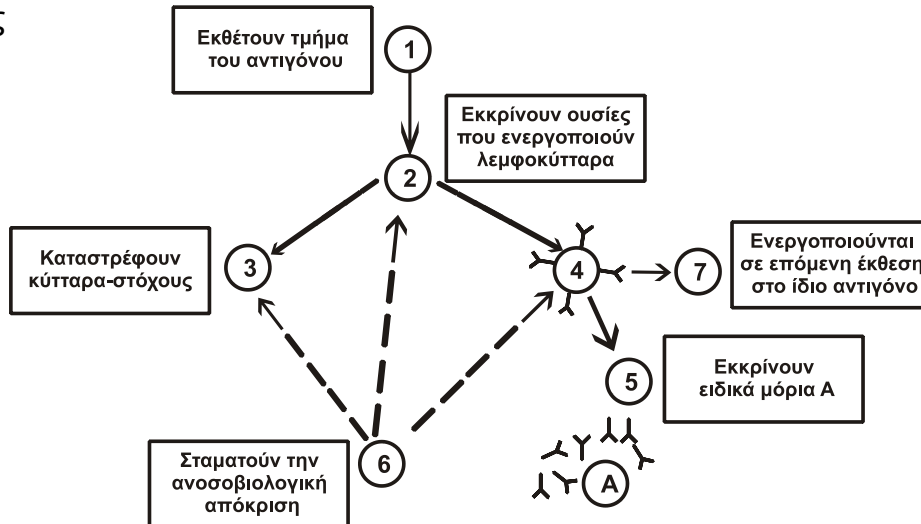 ς
Εκθέτουν τμήμα
του αντιγόνου
1
Εκκρίνουν ουσίες
που ενεργοποιούν
λεμφοκύτταρα
2
Καταστρέφουν
κύτταρα-στόχους
3
4
7
Ενεργοποιούνται
σε επόμενη έκθεση
στο ίδιο αντιγόνο
5
Εκκρίνουν
ειδικά μόρια Α
Σταματούν την
ανοσοβιολογική
απόκριση
6
Α